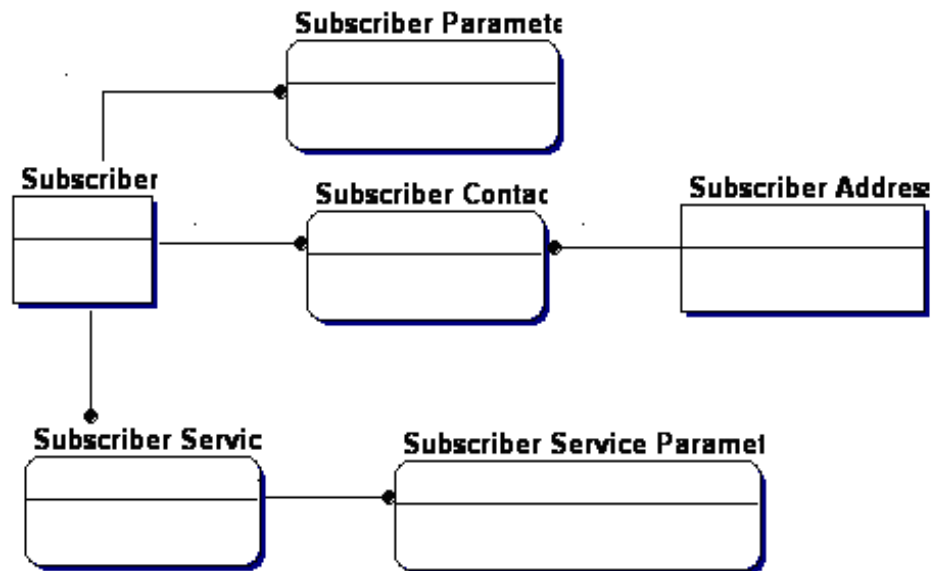 Subscriber Paramete
Subscriber
Subscriber Contac
Subscriber Addres
Subscriber Servic
Subscriber Service Paramet